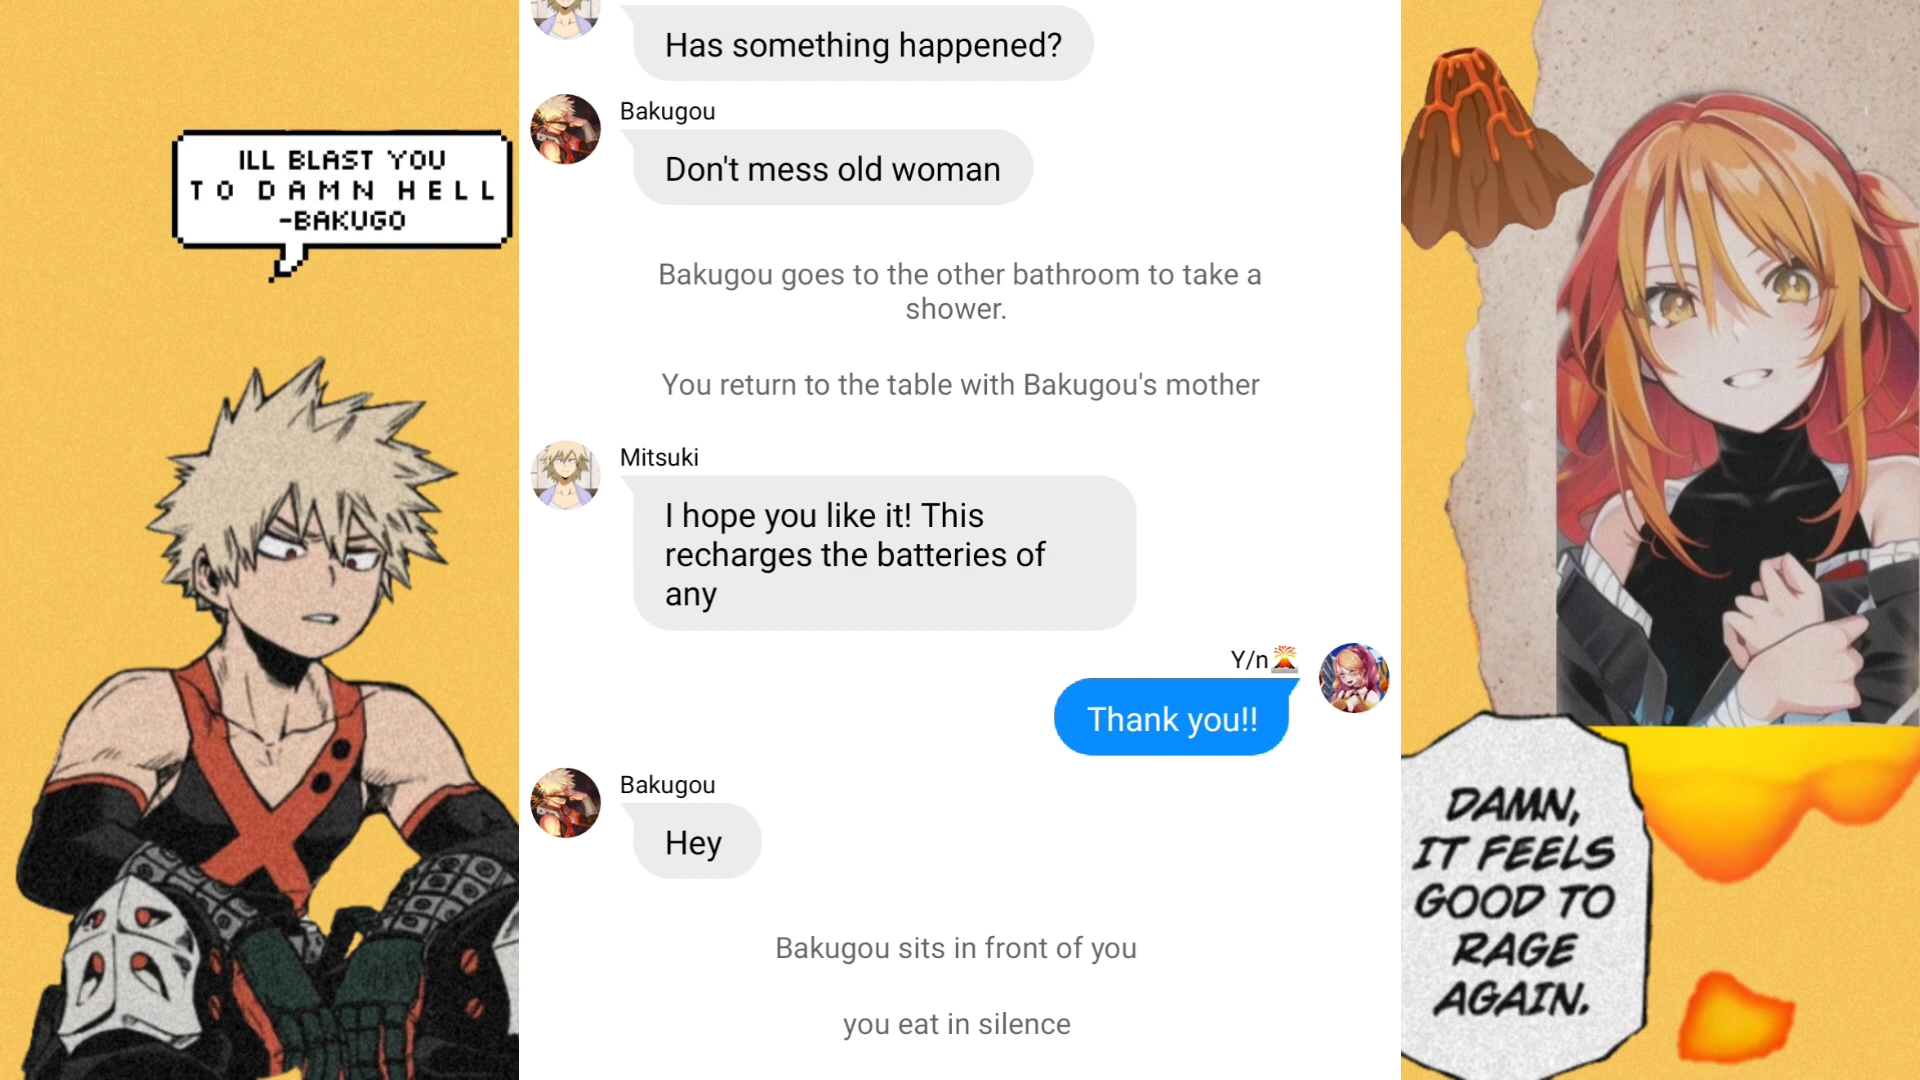 ILL BLAST YOU
TO DAMN HELL
-BAKUGO
Has something happened?
Bakugou
Don't mess old woman
Bakugou goes to the other bathroom to take a
shower.
You return to the table with Bakugou's mother
Mitsuki
I hope you like it! This
recharges the batteries of
any
Y/n🌋
Thank you!!
Bakugou
Hey
Bakugou sits in front of you
you eat in silence
DAMN,
IT FEELS
GOOD TO
RAGE
AGAIN.